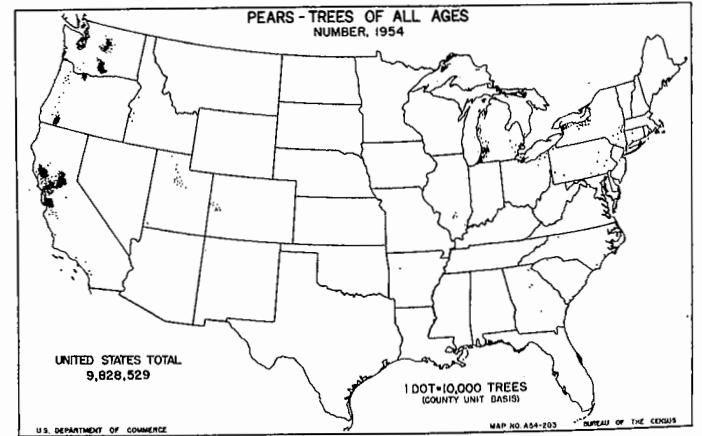 PEARS - TREES OF ALL AGES
NUMBER, 1954
UNITED STATES TOTAL
9,828,529
1 DOT=10,000 TREES
(COUNTY UNIT BASIS)
U.S. DEPARTMENT OF COMMERCE
MAP NO. A54-203
BUREAU OF THE CENSUS